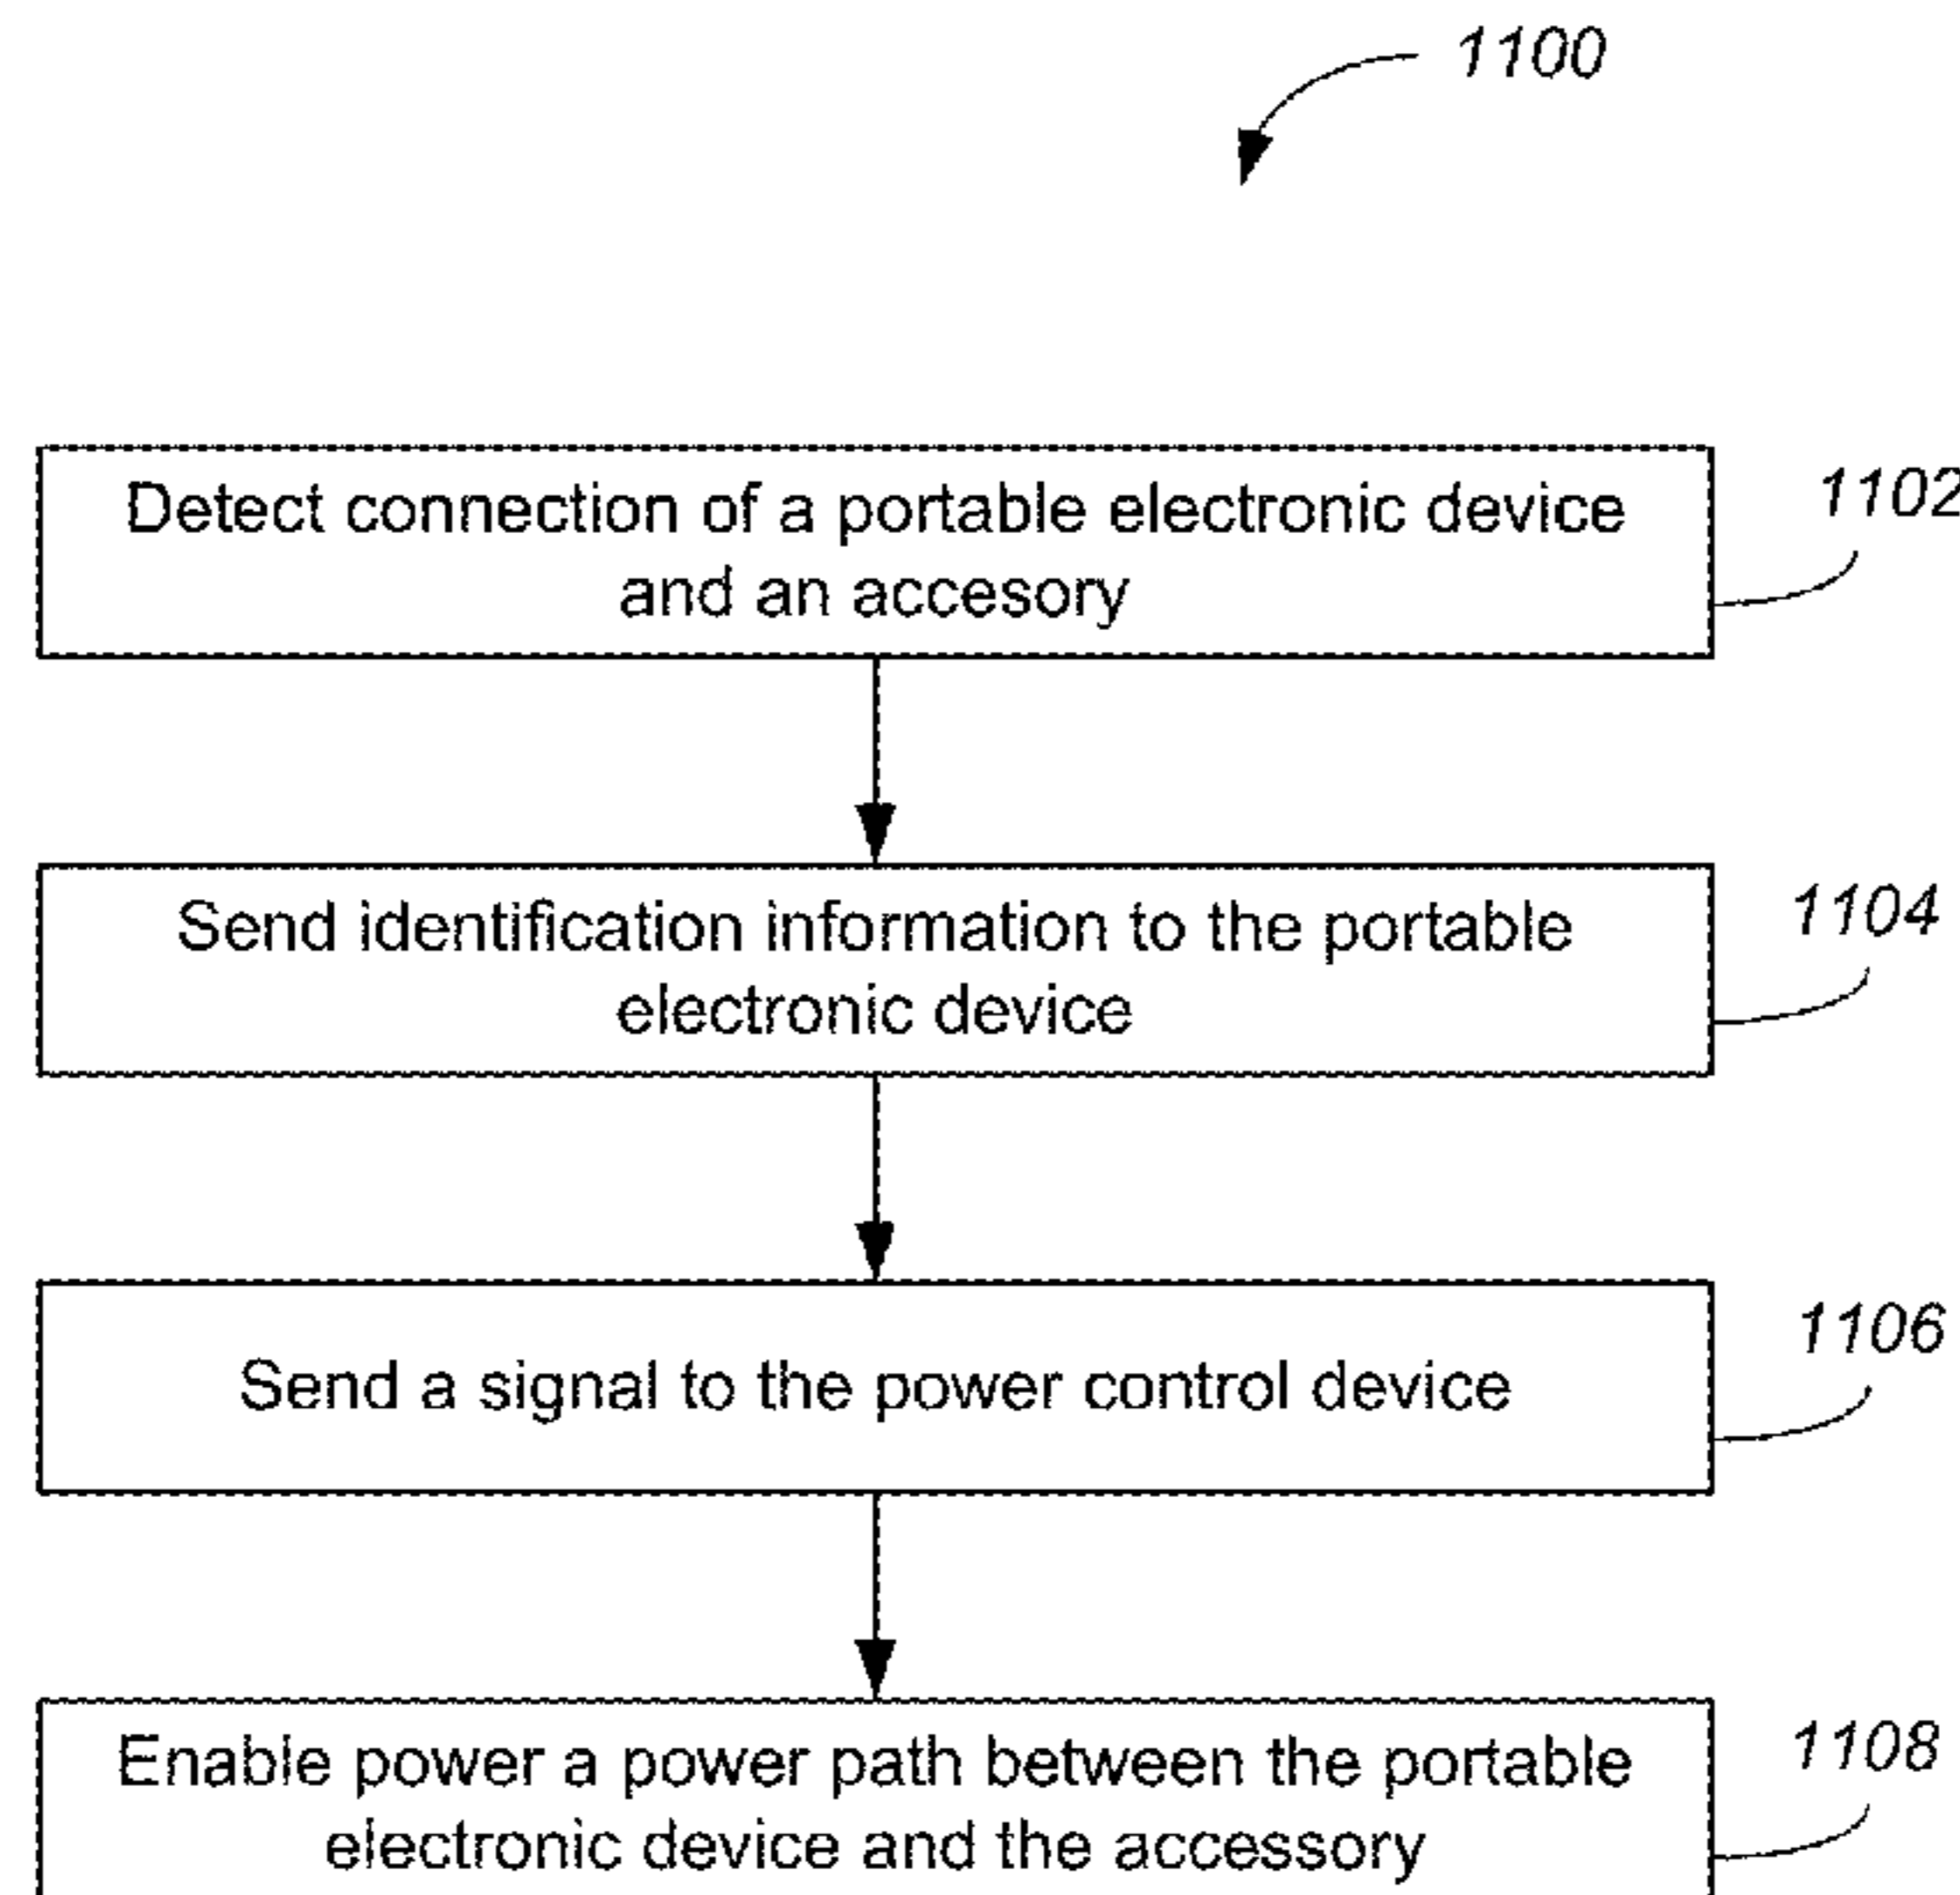 1100
Detect connection of a portable electronic device
and an accesory
1102
Send identification information to the portable
electronic device
1104
Send a signal to the power control device
1106
Enable power a power path between the portable
electronic device and the accessory
1108